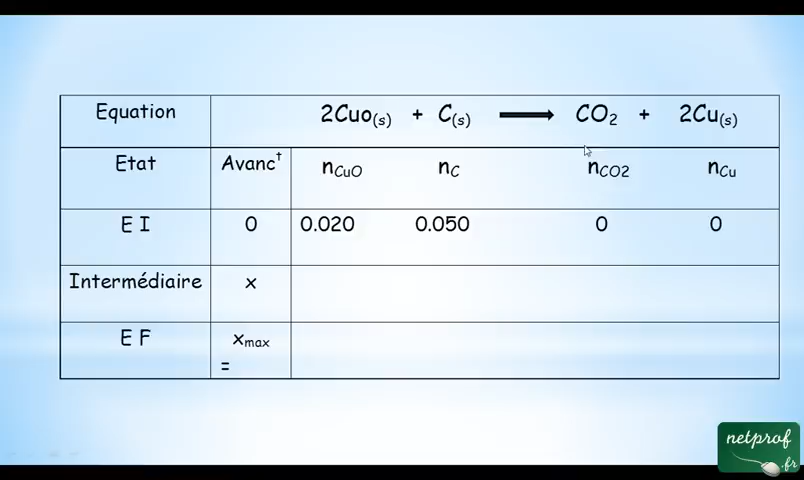 Equation 2Cuo(s) + C(s) ⟶ CO2 + 2Cu(s)
Etat Avanct nCuO nC nCO2 nCu
E I 0 0.020 0.050 0 0
Intermédiaire x
E F xmax
=
netprof
.fr